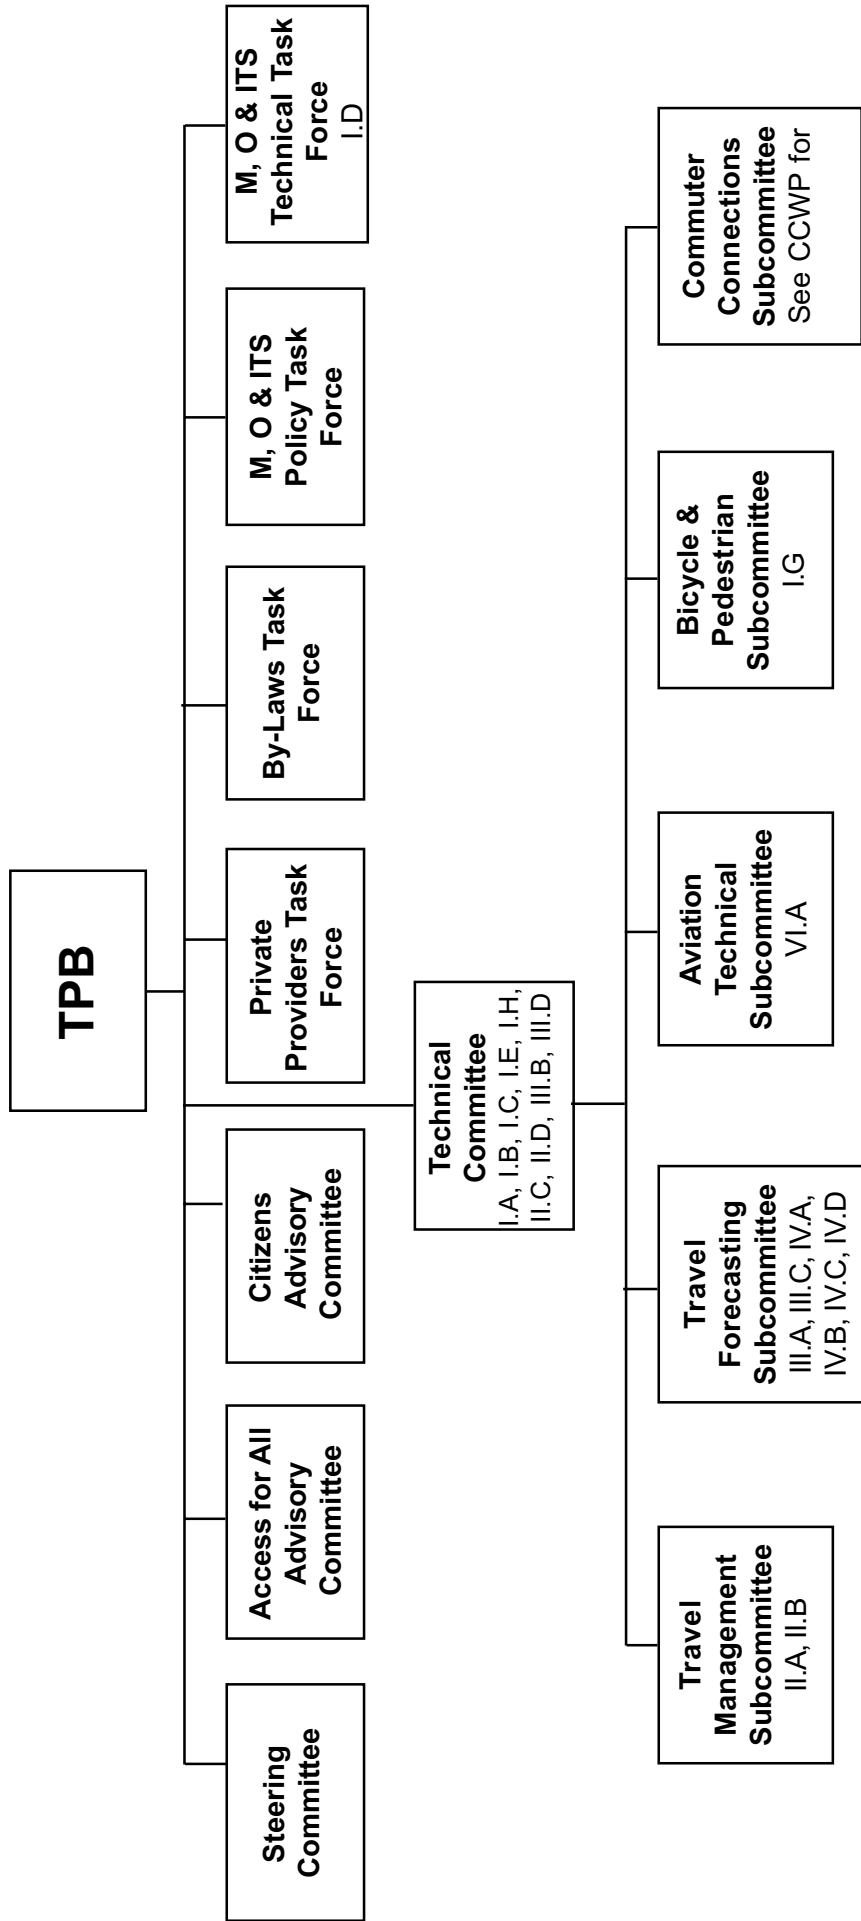 TPB
Steering
Committee
Access for All
Advisory
Committee
Citizens
Advisory
Committee
Private
Providers Task
Force
By-Laws Task
Force
M, O & ITS
Policy Task
Force
M, O & ITS
Technical Task
Force
I.D
Technical
Committee
I.A, I.B, I.C, I.E, I.H,
II.C, II.D, III.B, III.D
Travel
Management
Subcommittee
II.A, II.B
Travel
Forecasting
Subcommittee
III.A, III.C, IV.A,
IV.B, IV.C, IV.D
Aviation
Technical
Subcommittee
VI.A
Bicycle &
Pedestrian
Subcommittee
I.G
Commuter
Connections
Subcommittee
See CCWP for